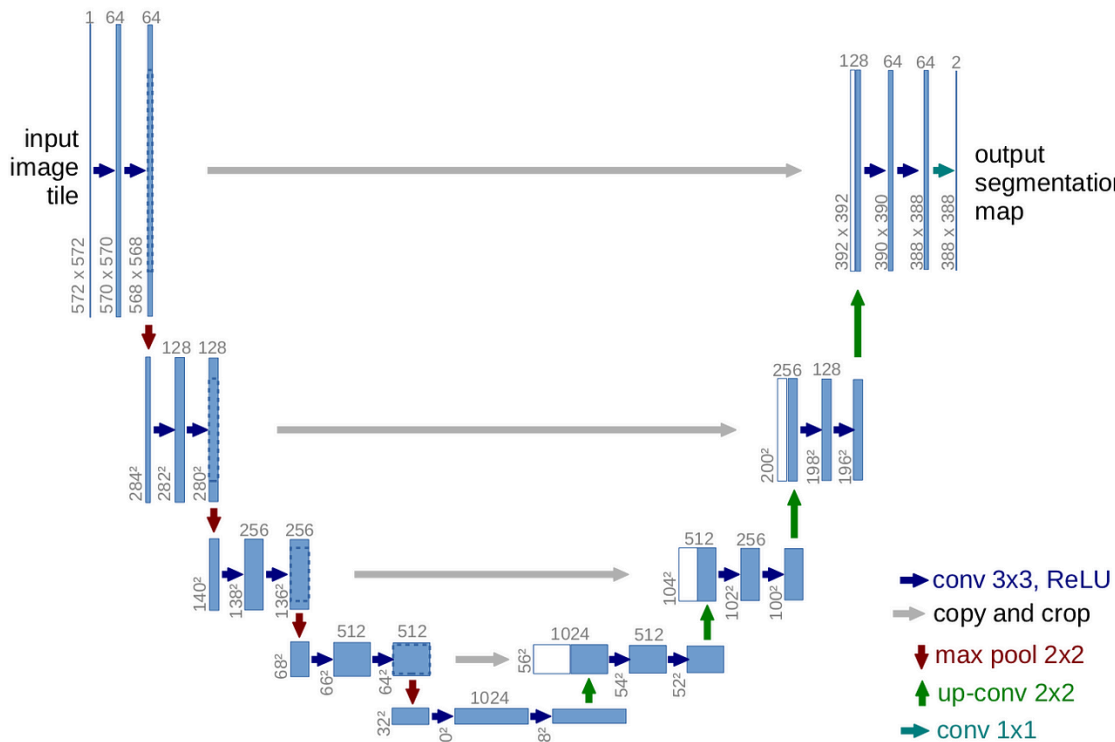 1 64 64
input
image
tile
572 x 572
570 x 570
568 x 568
128 64 64 2
output
segmentation
map
392 x 392
390 x 390
388 x 388
388 x 388
128 128
284²
282²
280²
256 128
200²
198²
196²
256 256
140²
138²
136²
512 256
104²
102²
100²
512 512
68²
66²
64²
1024 512
56²
54²
52²
1024
32²
0²
8²
conv 3x3, ReLU
copy and crop
max pool 2x2
up-conv 2x2
conv 1x1